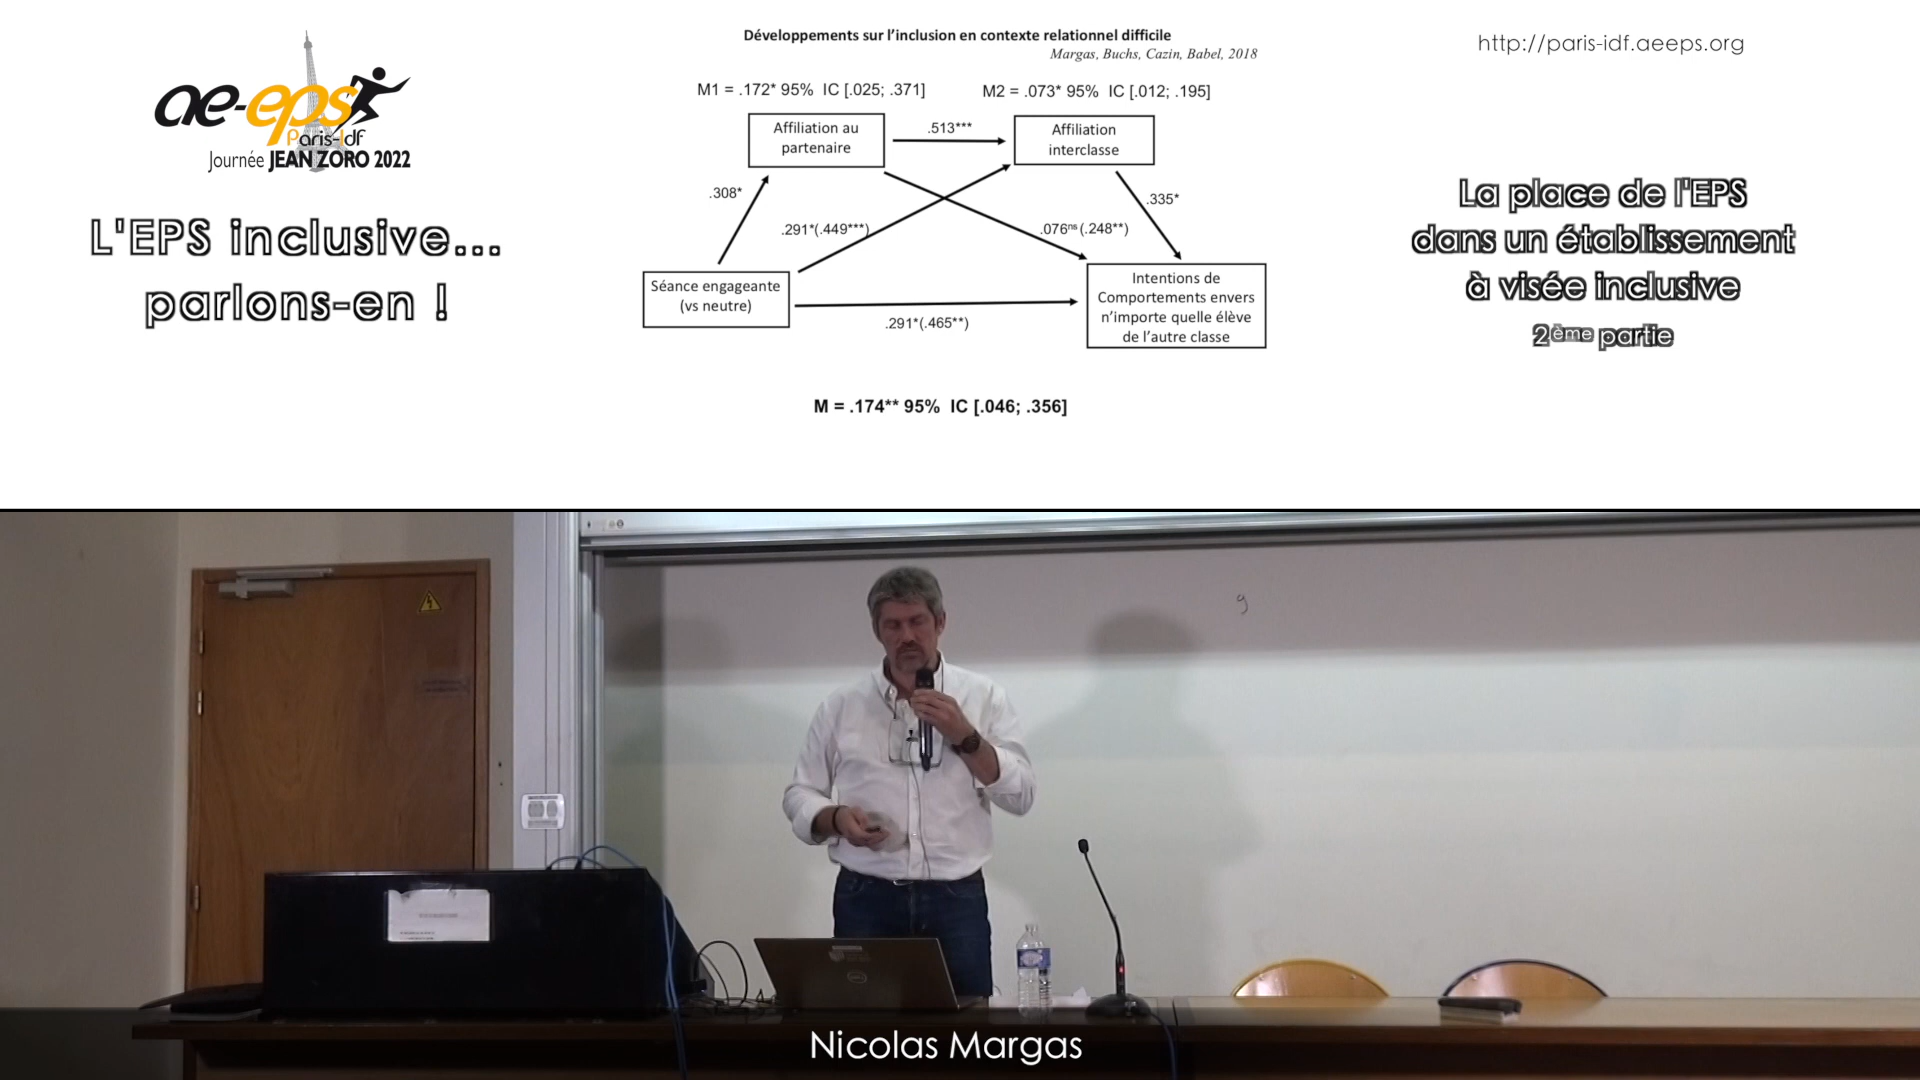 ae-eps
Paris-Idf
Journée JEAN ZORO 2022
L'EPS inclusive...
parlons-en !
Développements sur l'inclusion en contexte relationnel difficile
Margas, Buchs, Cazin, Babel, 2018
M1 = .172* 95% IC [.025; .371]
M2 = .073* 95% IC [.012; .195]
Affiliation au
partenaire
.513***
Affiliation
interclasse
.308*
.291*(.449***)
.076ns (.248**)
.335*
Séance engageante
(vs neutre)
.291*(.465**)
Intentions de
Comportements envers
n'importe quelle élève
de l'autre classe
M = .174** 95% IC [.046; .356]
http://paris-idf.aeeps.org
La place de l'EPS
dans un établissement
à visée inclusive
2ème partie
DELL
Nicolas Margas